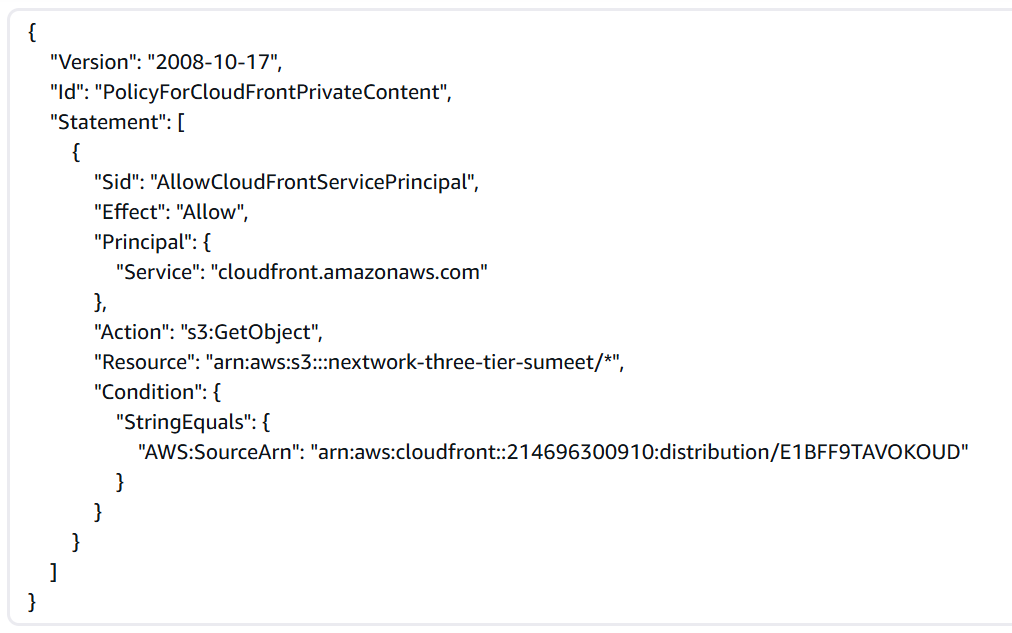 {
"Version": "2008-10-17",
"Id": "PolicyForCloudFrontPrivateContent",
"Statement": [
{
"Sid": "AllowCloudFrontServicePrincipal",
"Effect": "Allow",
"Principal": {
"Service": "cloudfront.amazonaws.com"
},
"Action": "s3:GetObject",
"Resource": "arn:aws:s3:::nextwork-three-tier-sumeet/*",
"Condition": {
"StringEquals": {
"AWS:SourceArn": "arn:aws:cloudfront::214696300910:distribution/E1BFF9TAVOKOUD"
}
}
}
]
}